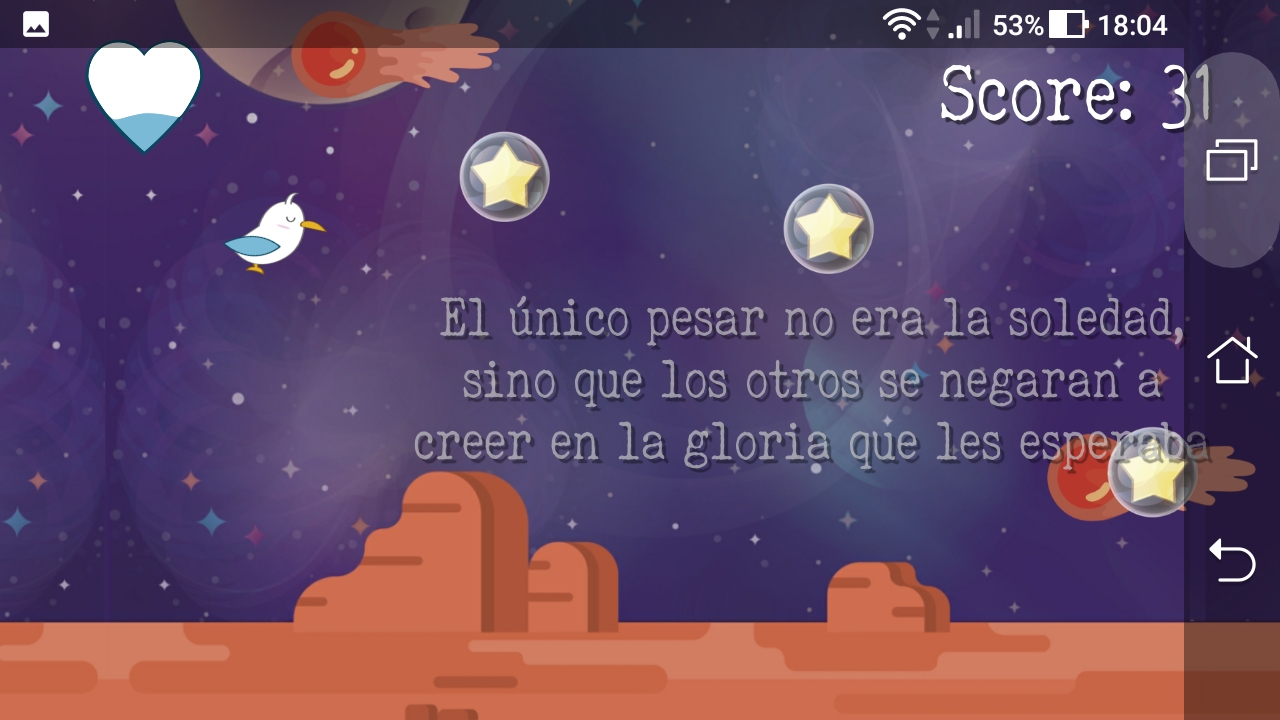 53% 18:04
Score: 31
El único pesar no era la soledad,
sino que los otros se negaran a
creer en la gloria que les esperaba